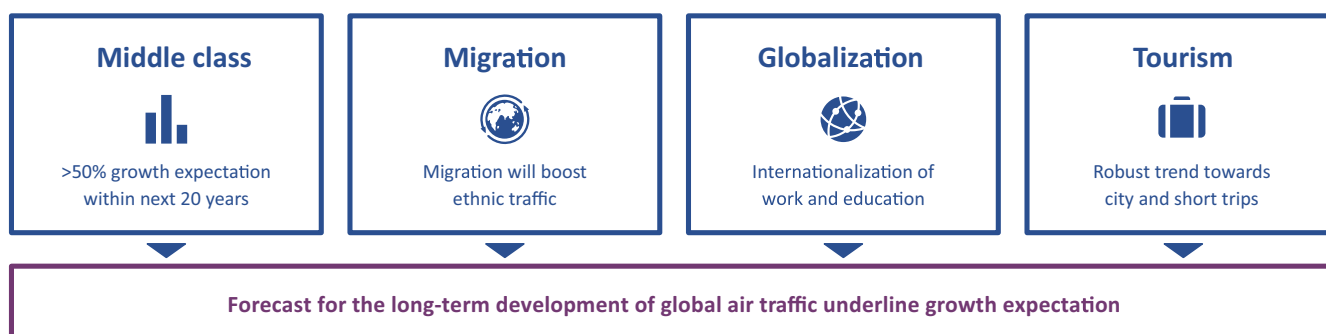 Middle class
>50% growth expectation
within next 20 years
Migration
Migration will boost
ethnic traffic
Globalization
Internationalization of
work and education
Tourism
Robust trend towards
city and short trips
Forecast for the long-term development of global air traffic underline growth expectation